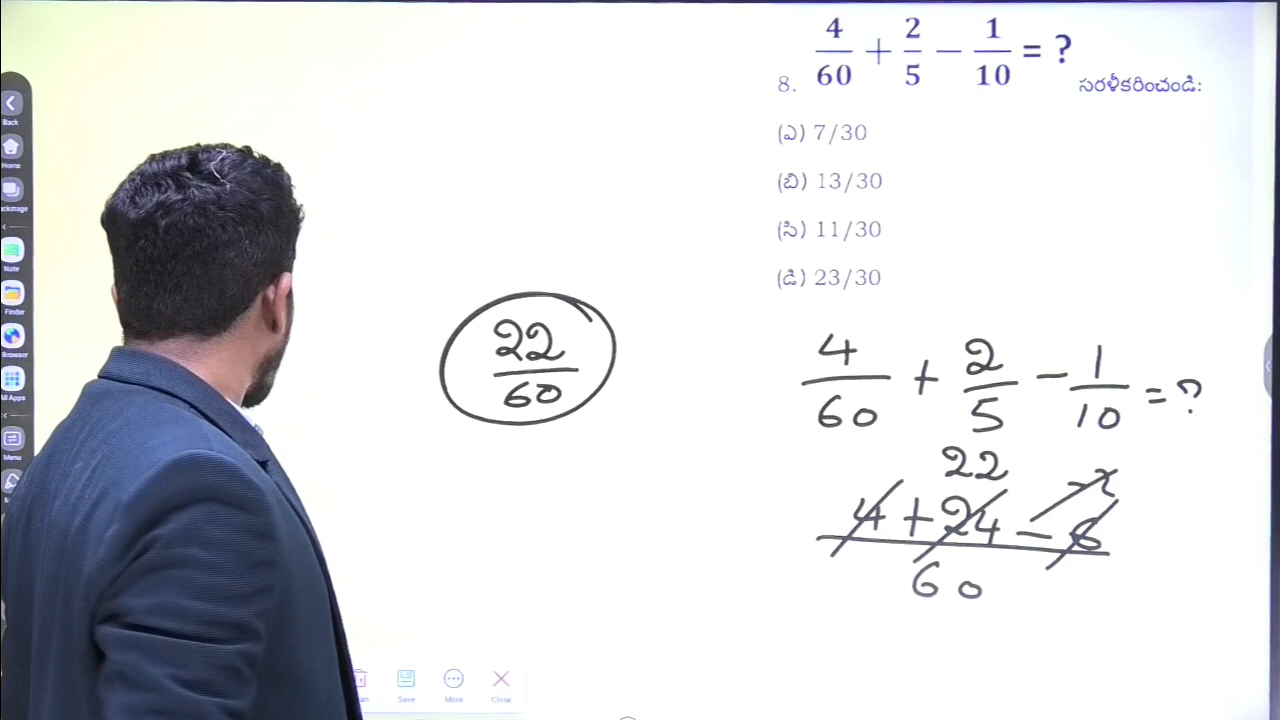 4/60 + 2/5 − 1/10 = ?
8. సరళీకరించండి:
(ఎ) 7/30
(బి) 13/30
(సి) 11/30
(డి) 23/30
22/60
4/60 + 2/5 − 1/10 = ?
22 −2
4 + 24 − 6
60
Back
Home
Note
Finder
Browser
All Apps
Menu
Save
More
Close